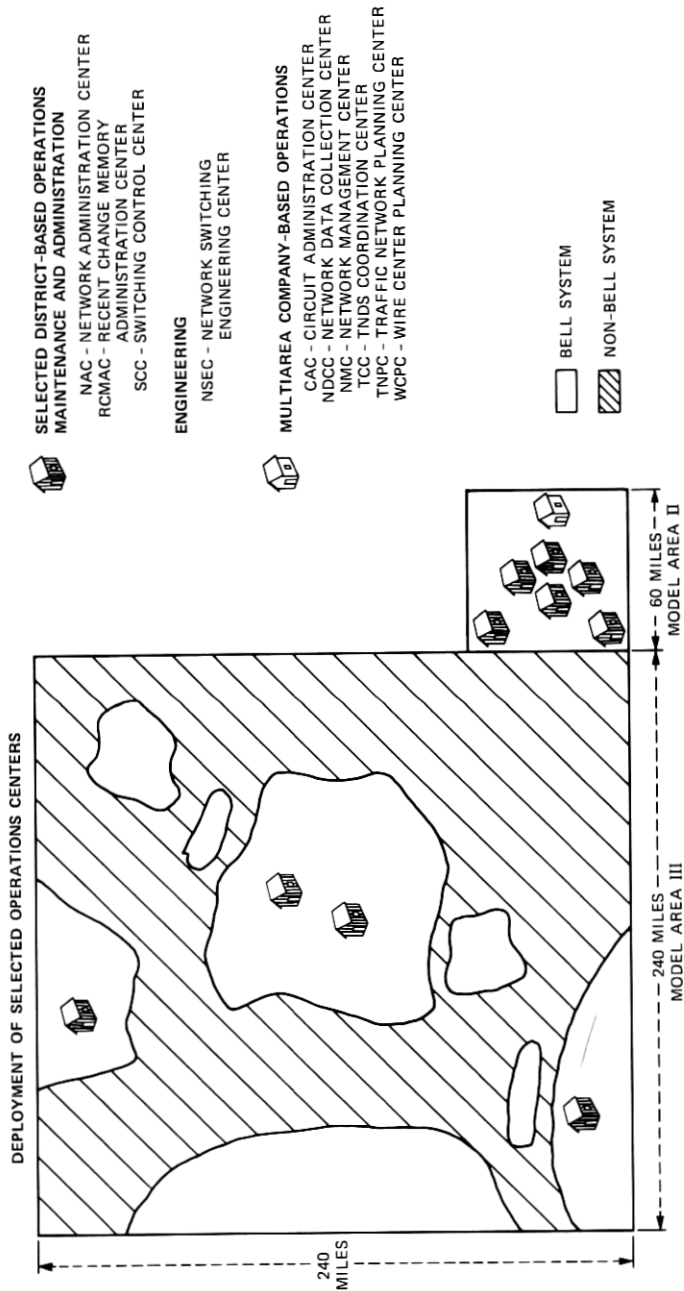 DEPLOYMENT OF SELECTED OPERATIONS CENTERS
240
MILES
240 MILES
MODEL AREA III
60 MILES
MODEL AREA II
SELECTED DISTRICT-BASED OPERATIONS
MAINTENANCE AND ADMINISTRATION
NAC - NETWORK ADMINISTRATION CENTER
RCMAC - RECENT CHANGE MEMORY
ADMINISTRATION CENTER
SCC - SWITCHING CONTROL CENTER
ENGINEERING
NSEC - NETWORK SWITCHING
ENGINEERING CENTER
MULTIAREA COMPANY-BASED OPERATIONS
CAC - CIRCUIT ADMINISTRATION CENTER
NDCC - NETWORK DATA COLLECTION CENTER
NMC - NETWORK MANAGEMENT CENTER
TCC - TNDS COORDINATION CENTER
TNPC - TRAFFIC NETWORK PLANNING CENTER
WCPC - WIRE CENTER PLANNING CENTER
BELL SYSTEM
NON-BELL SYSTEM